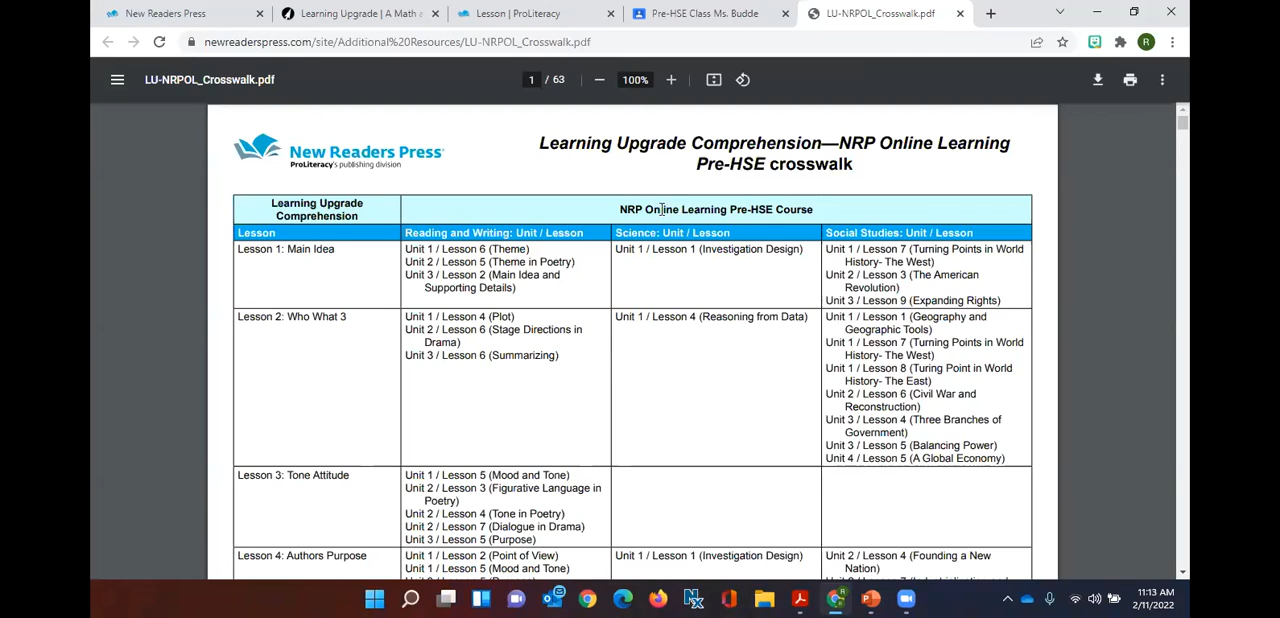 New Readers Press
Learning Upgrade | A Math a
Lesson | ProLiteracy
Pre-HSE Class Ms. Budde
LU-NRPOL_Crosswalk.pdf
newreaderspress.com/site/Additional%20Resources/LU-NRPOL_Crosswalk.pdf
R
LU-NRPOL_Crosswalk.pdf
1 / 63
100%
New Readers Press
ProLiteracy's publishing division
Learning Upgrade Comprehension—NRP Online Learning
Pre-HSE crosswalk
Learning Upgrade
Comprehension
NRP Online Learning Pre-HSE Course
Lesson
Reading and Writing: Unit / Lesson
Science: Unit / Lesson
Social Studies: Unit / Lesson
Lesson 1: Main Idea
Unit 1 / Lesson 6 (Theme)
Unit 2 / Lesson 5 (Theme in Poetry)
Unit 3 / Lesson 2 (Main Idea and
Supporting Details)
Unit 1 / Lesson 1 (Investigation Design)
Unit 1 / Lesson 7 (Turning Points in World
History- The West)
Unit 2 / Lesson 3 (The American
Revolution)
Unit 3 / Lesson 9 (Expanding Rights)
Lesson 2: Who What 3
Unit 1 / Lesson 4 (Plot)
Unit 2 / Lesson 6 (Stage Directions in
Drama)
Unit 3 / Lesson 6 (Summarizing)
Unit 1 / Lesson 4 (Reasoning from Data)
Unit 1 / Lesson 1 (Geography and
Geographic Tools)
Unit 1 / Lesson 7 (Turning Points in World
History- The West)
Unit 1 / Lesson 8 (Turing Point in World
History- The East)
Unit 2 / Lesson 6 (Civil War and
Reconstruction)
Unit 3 / Lesson 4 (Three Branches of
Government)
Unit 3 / Lesson 5 (Balancing Power)
Unit 4 / Lesson 5 (A Global Economy)
Lesson 3: Tone Attitude
Unit 1 / Lesson 5 (Mood and Tone)
Unit 2 / Lesson 3 (Figurative Language in
Poetry)
Unit 2 / Lesson 4 (Tone in Poetry)
Unit 2 / Lesson 7 (Dialogue in Drama)
Unit 3 / Lesson 5 (Purpose)
Lesson 4: Authors Purpose
Unit 1 / Lesson 2 (Point of View)
Unit 1 / Lesson 5 (Mood and Tone)
Unit 1 / Lesson 1 (Investigation Design)
Unit 2 / Lesson 4 (Founding a New
Nation)
11:13 AM
2/11/2022